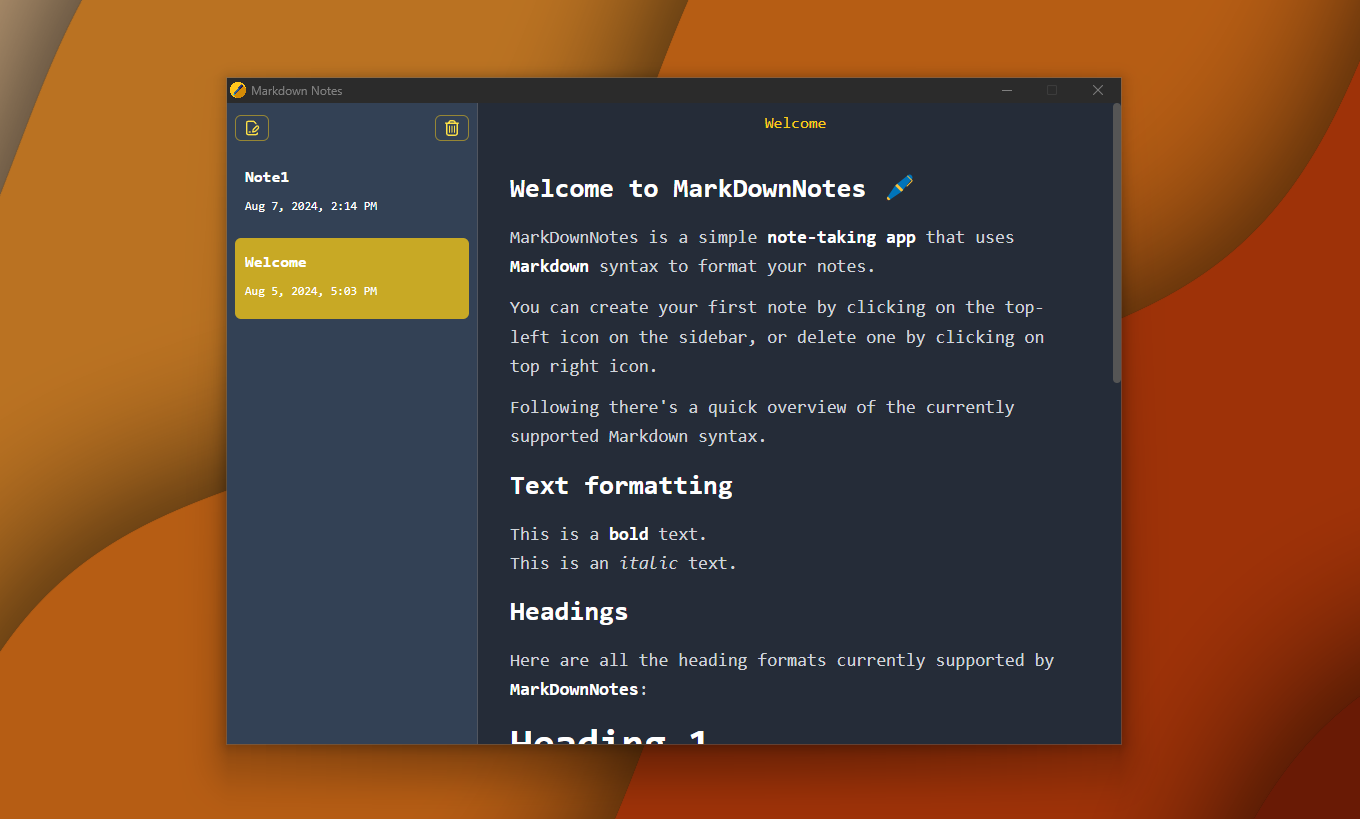 Markdown Notes
Welcome
Note1
Aug 7, 2024, 2:14 PM
Welcome
Aug 5, 2024, 5:03 PM
Welcome to MarkDownNotes
MarkDownNotes is a simple note-taking app that uses
Markdown syntax to format your notes.
You can create your first note by clicking on the top-
left icon on the sidebar, or delete one by clicking on
top right icon.
Following there's a quick overview of the currently
supported Markdown syntax.
Text formatting
This is a bold text.
This is an italic text.
Headings
Here are all the heading formats currently supported by
MarkDownNotes:
Heading 1